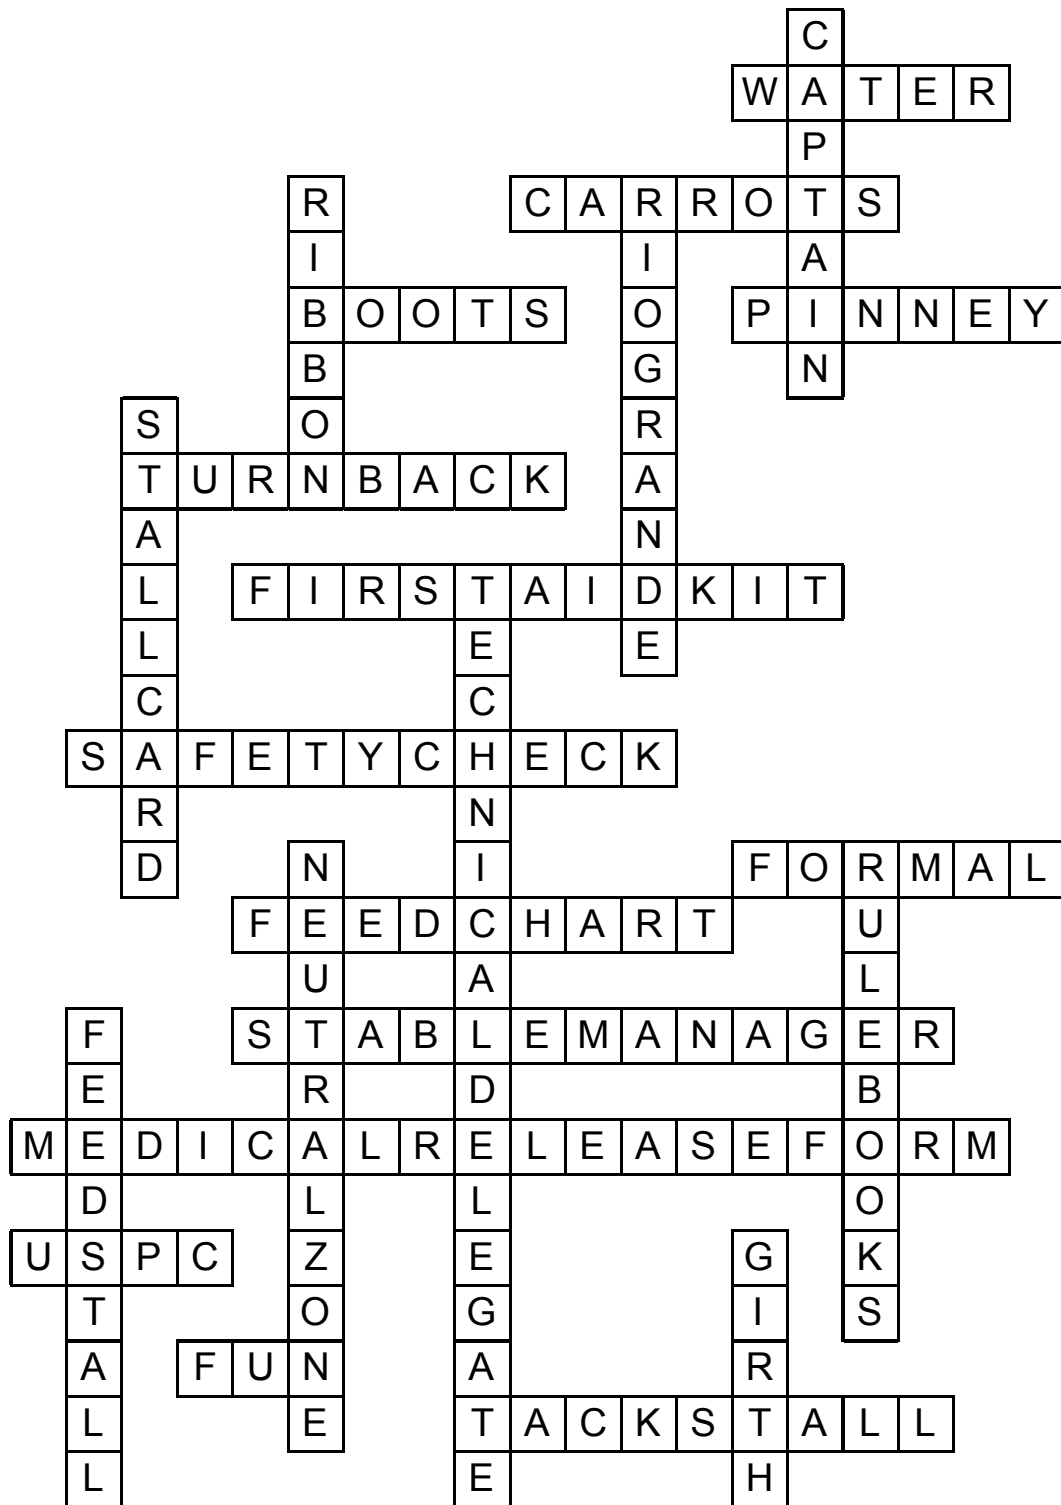 CAPTAIN
WATER
RIBBON
CARROTS
RIOGRANDE
BOOTS
PINNEY
STALLCARD
TURNBACK
FIRSTAIDKIT
TECHNICALDELEGATE
SAFETYCHECK
NEUTRALZONE
FORMAL
RULEBOOKS
FEEDCHART
FEEDSTALL
STABLEMANAGER
MEDICALRELEASEFORM
USPC
GIRTH
FUN
TACKSTALL